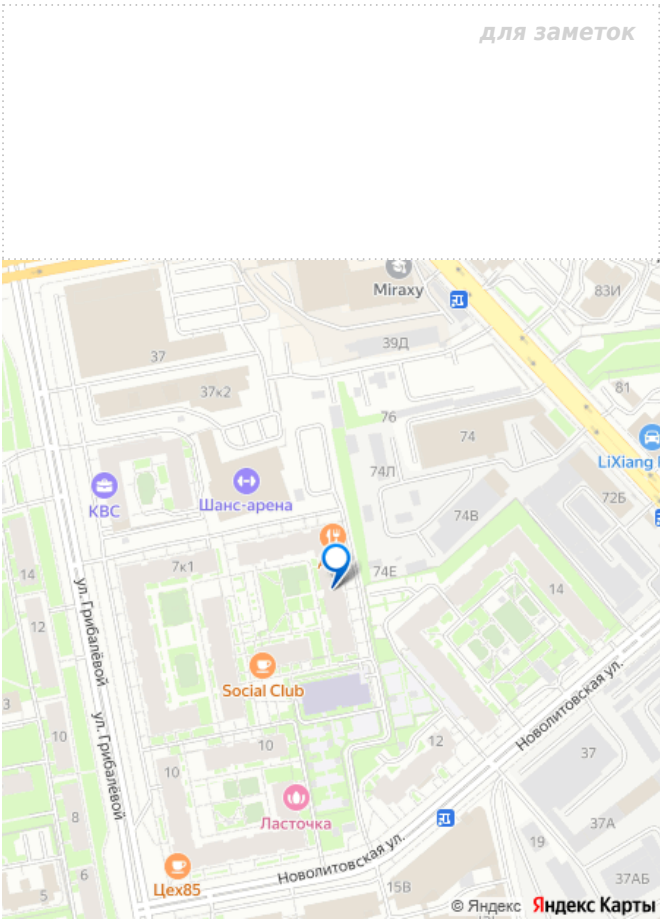 для заметок
Miraxy
83И
39Д
37
37к2
81
76
74
LiXiang
74Л
72Б
КВС
Шанс-арена
74В
7к1
74Е
14
14
ул. Грибалёвой
12
Social Club
Новолитовская ул.
3
ул. Грибалёвой
10
10
12
37
10
Ласточка
8
37А
19
5
6
Цех85
Новолитовская ул.
15В
37АБ
© Яндекс Яндекс Карты